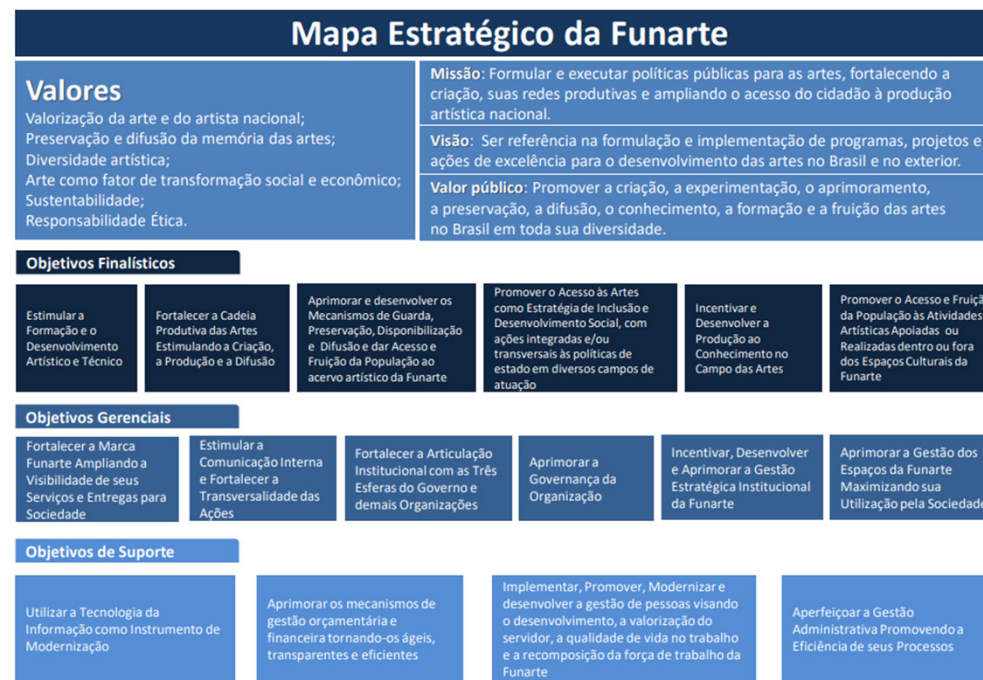 Mapa Estratégico da Funarte
Valores
Valorização da arte e do artista nacional;
Preservação e difusão da memória das artes;
Diversidade artística;
Arte como fator de transformação social e econômico;
Sustentabilidade;
Responsabilidade Ética.
Missão: Formular e executar políticas públicas para as artes, fortalecendo a
criação, suas redes produtivas e ampliando o acesso do cidadão à produção
artística nacional.
Visão: Ser referência na formulação e implementação de programas, projetos e
ações de excelência para o desenvolvimento das artes no Brasil e no exterior.
Valor público: Promover a criação, a experimentação, o aprimoramento,
a preservação, a difusão, o conhecimento, a formação e a fruição das artes
no Brasil em toda sua diversidade.
Objetivos Finalísticos
Estimular a
Formação e o
Desenvolvimento
Artístico e Técnico
Fortalecer a Cadeia
Produtiva das Artes
Estimulando a Criação,
a Produção e a Difusão
Aprimorar e desenvolver os
Mecanismos de Guarda,
Preservação, Disponibilização
e Difusão e dar Acesso e
Fruição da População ao
acervo artístico da Funarte
Promover o Acesso às Artes
como Estratégia de Inclusão e
Desenvolvimento Social, com
ações integradas e/ou
transversais às políticas de
estado em diversos campos de
atuação
Incentivar e
Desenvolver a
Produção ao
Conhecimento no
Campo das Artes
Promover o Acesso e Fruiçã
da População às Atividades
Artísticas Apoiadas ou
Realizadas dentro ou fora
dos Espaços Culturais da
Funarte
Objetivos Gerenciais
Fortalecer a Marca
Funarte Ampliando a
Visibilidade de seus
Serviços e Entregas para
Sociedade
Estimular a
Comunicação Interna
e Fortalecer a
Transversalidade das
Ações
Fortalecer a Articulação
Institucional com as Três
Esferas do Governo e
demais Organizações
Aprimorar a
Governança da
Organização
Incentivar, Desenvolver
e Aprimorar a Gestão
Estratégica Institucional
da Funarte
Aprimorar a Gestão dos
Espaços da Funarte
Maximizando sua
Utilização pela Sociedade
Objetivos de Suporte
Utilizar a Tecnologia da
Informação como Instrumento de
Modernização
Aprimorar os mecanismos de
gestão orçamentária e
financeira tornando-os ágeis,
transparentes e eficientes
Implementar, Promover, Modernizar e
desenvolver a gestão de pessoas visando
o desenvolvimento, a valorização do
servidor, a qualidade de vida no trabalho
e a recomposição da força de trabalho da
Funarte
Aperfeiçoar a Gestão
Administrativa Promovendo a
Eficiência de seus Processos